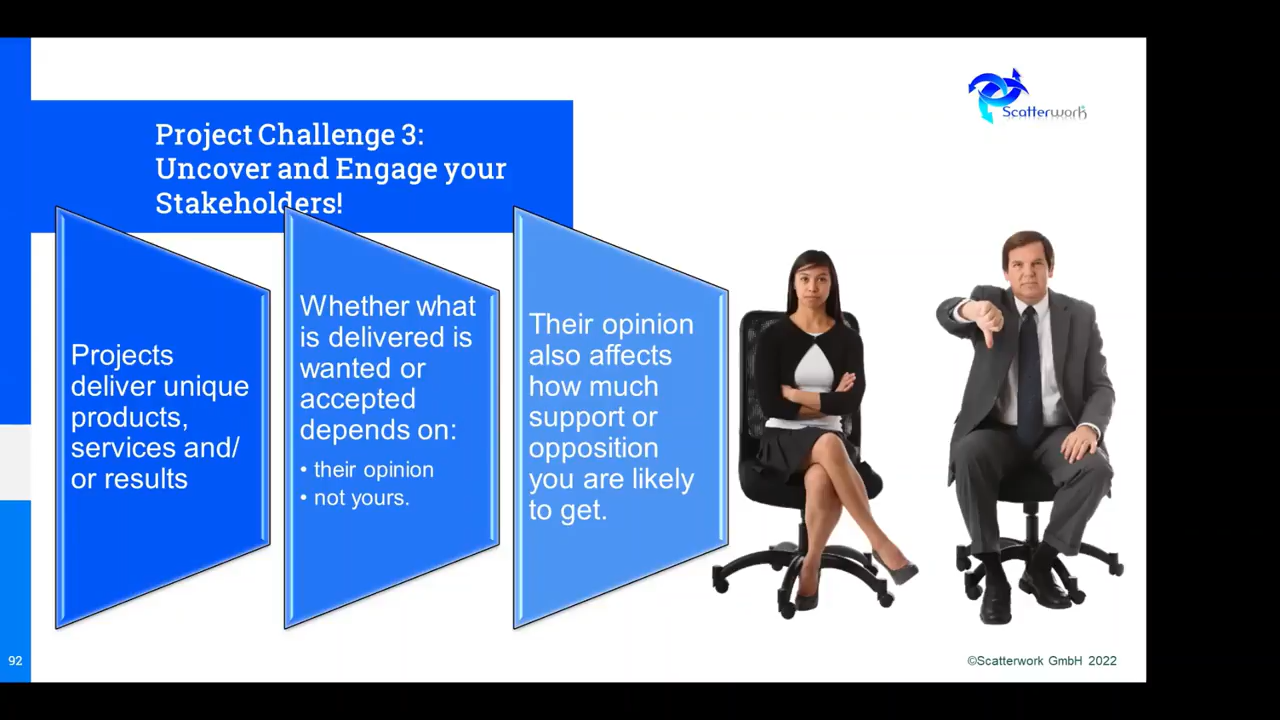 Scatterwork
Project Challenge 3:
Uncover and Engage your
Stakeholders!
Projects
deliver unique
products,
services and/
or results
Whether what
is delivered is
wanted or
accepted
depends on:
• their opinion
• not yours.
Their opinion
also affects
how much
support or
opposition
you are likely
to get.
92
©Scatterwork GmbH 2022